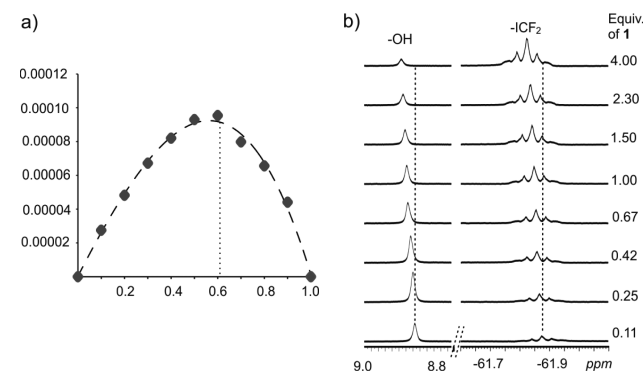 a)
0.00012
0.00010
0.00008
0.00006
0.00004
0.00002
0.2 0.4 0.6 0.8 1.0
b)
-OH
-ICF₂
Equiv.
of 1
4.00
2.30
1.50
1.00
0.67
0.42
0.25
0.11
9.0 8.8 -61.7 -61.9 ppm